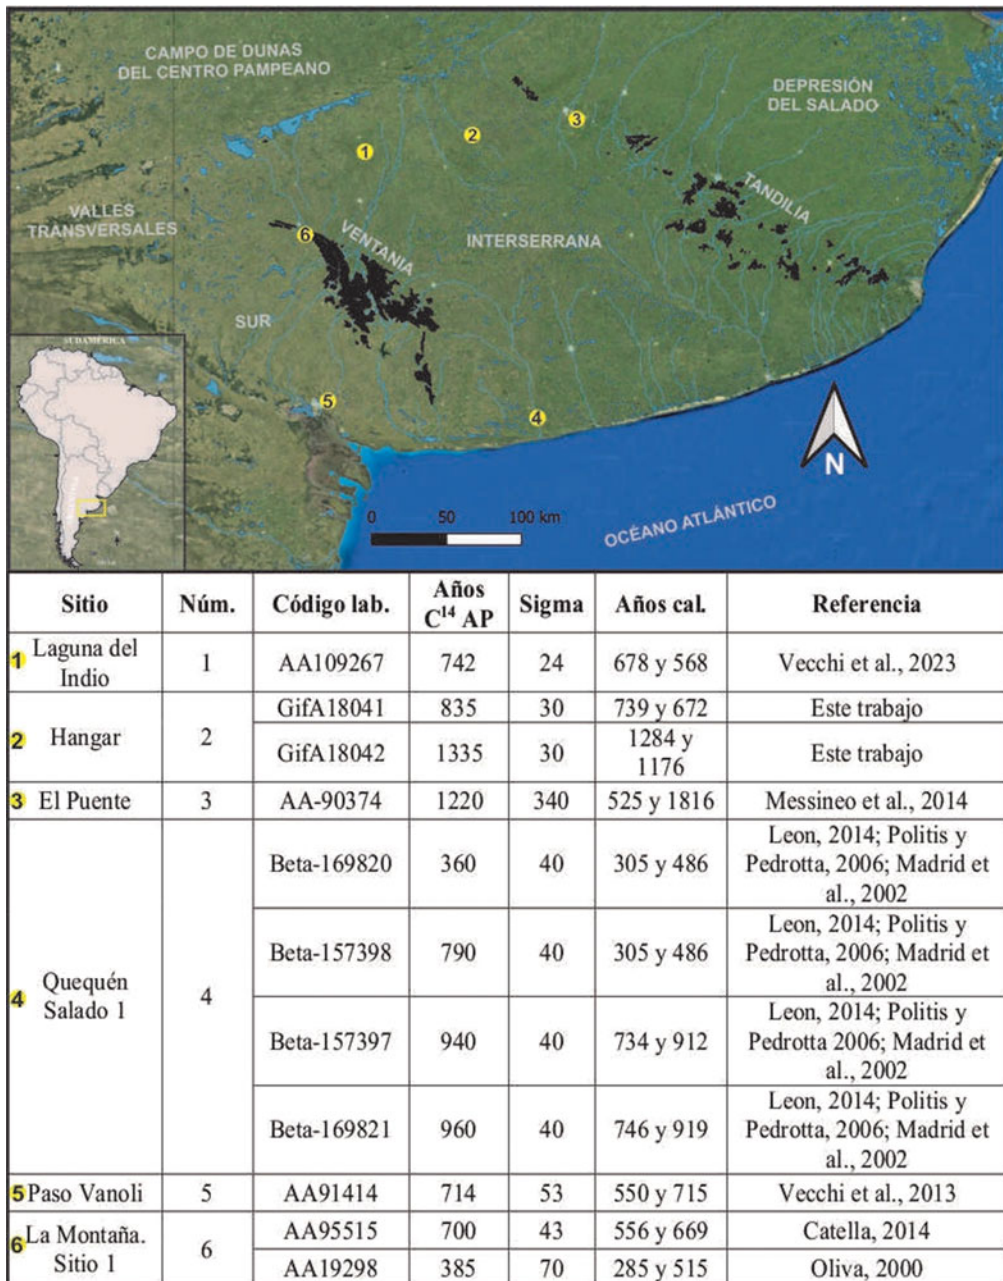 CAMPO DE DUNAS
DEL CENTRO PAMPEANO
DEPRESIÓN
DEL SALADO
1
2
3
VALLES
TRANSVERSALES
6
VENTANIA
INTERSERRANA
TANDILIA
SUR
SUDAMÉRICA
5
4
N
0 50 100 km
OCÉANO ATLÁNTICO
Sitio Núm. Código lab. Años C14 AP Sigma Años cal. Referencia
1 Laguna del Indio 1 AA109267 742 24 678 y 568 Vecchi et al., 2023
2 Hangar 2 GifA18041 835 30 739 y 672 Este trabajo
GifA18042 1335 30 1284 y 1176 Este trabajo
3 El Puente 3 AA-90374 1220 340 525 y 1816 Messineo et al., 2014
4 Quequén Salado 1 4 Beta-169820 360 40 305 y 486 Leon, 2014; Politis y Pedrotta, 2006; Madrid et al., 2002
Beta-157398 790 40 305 y 486 Leon, 2014; Politis y Pedrotta, 2006; Madrid et al., 2002
Beta-157397 940 40 734 y 912 Leon, 2014; Politis y Pedrotta 2006; Madrid et al., 2002
Beta-169821 960 40 746 y 919 Leon, 2014; Politis y Pedrotta, 2006; Madrid et al., 2002
5 Paso Vanoli 5 AA91414 714 53 550 y 715 Vecchi et al., 2013
6 La Montaña. Sitio 1 6 AA95515 700 43 556 y 669 Catella, 2014
AA19298 385 70 285 y 515 Oliva, 2000